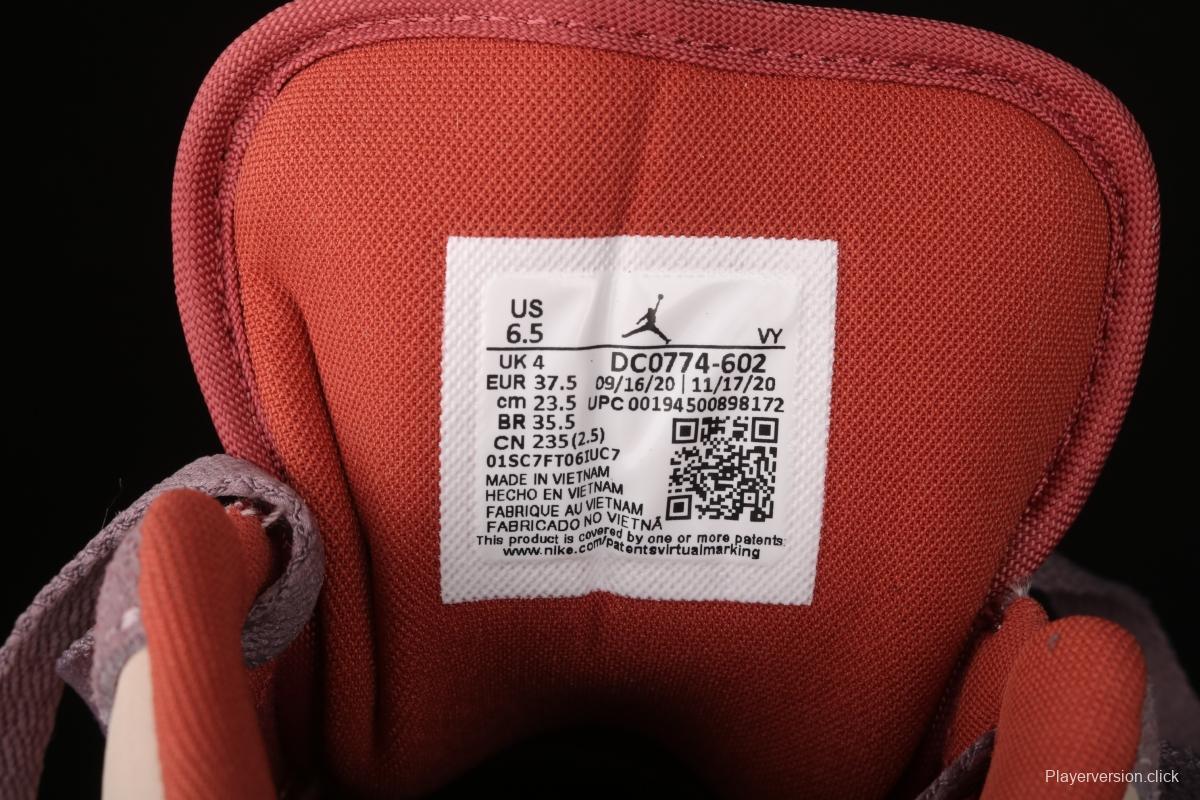 US
6.5
VY
UK 4
DC0774-602
EUR 37.5
09/16/20 | 11/17/20
cm 23.5
UPC 00194500898172
BR 35.5
CN 235(2.5)
01SC7FT061UC7
MADE IN VIETNAM
HECHO EN VIETNAM
FABRIQUE AU VIETNAM
FABRICADO NO VIETNÃ
This product is covered by one or more patents:
www.nike.com/patentsvirtualmarking
Playerversion.click